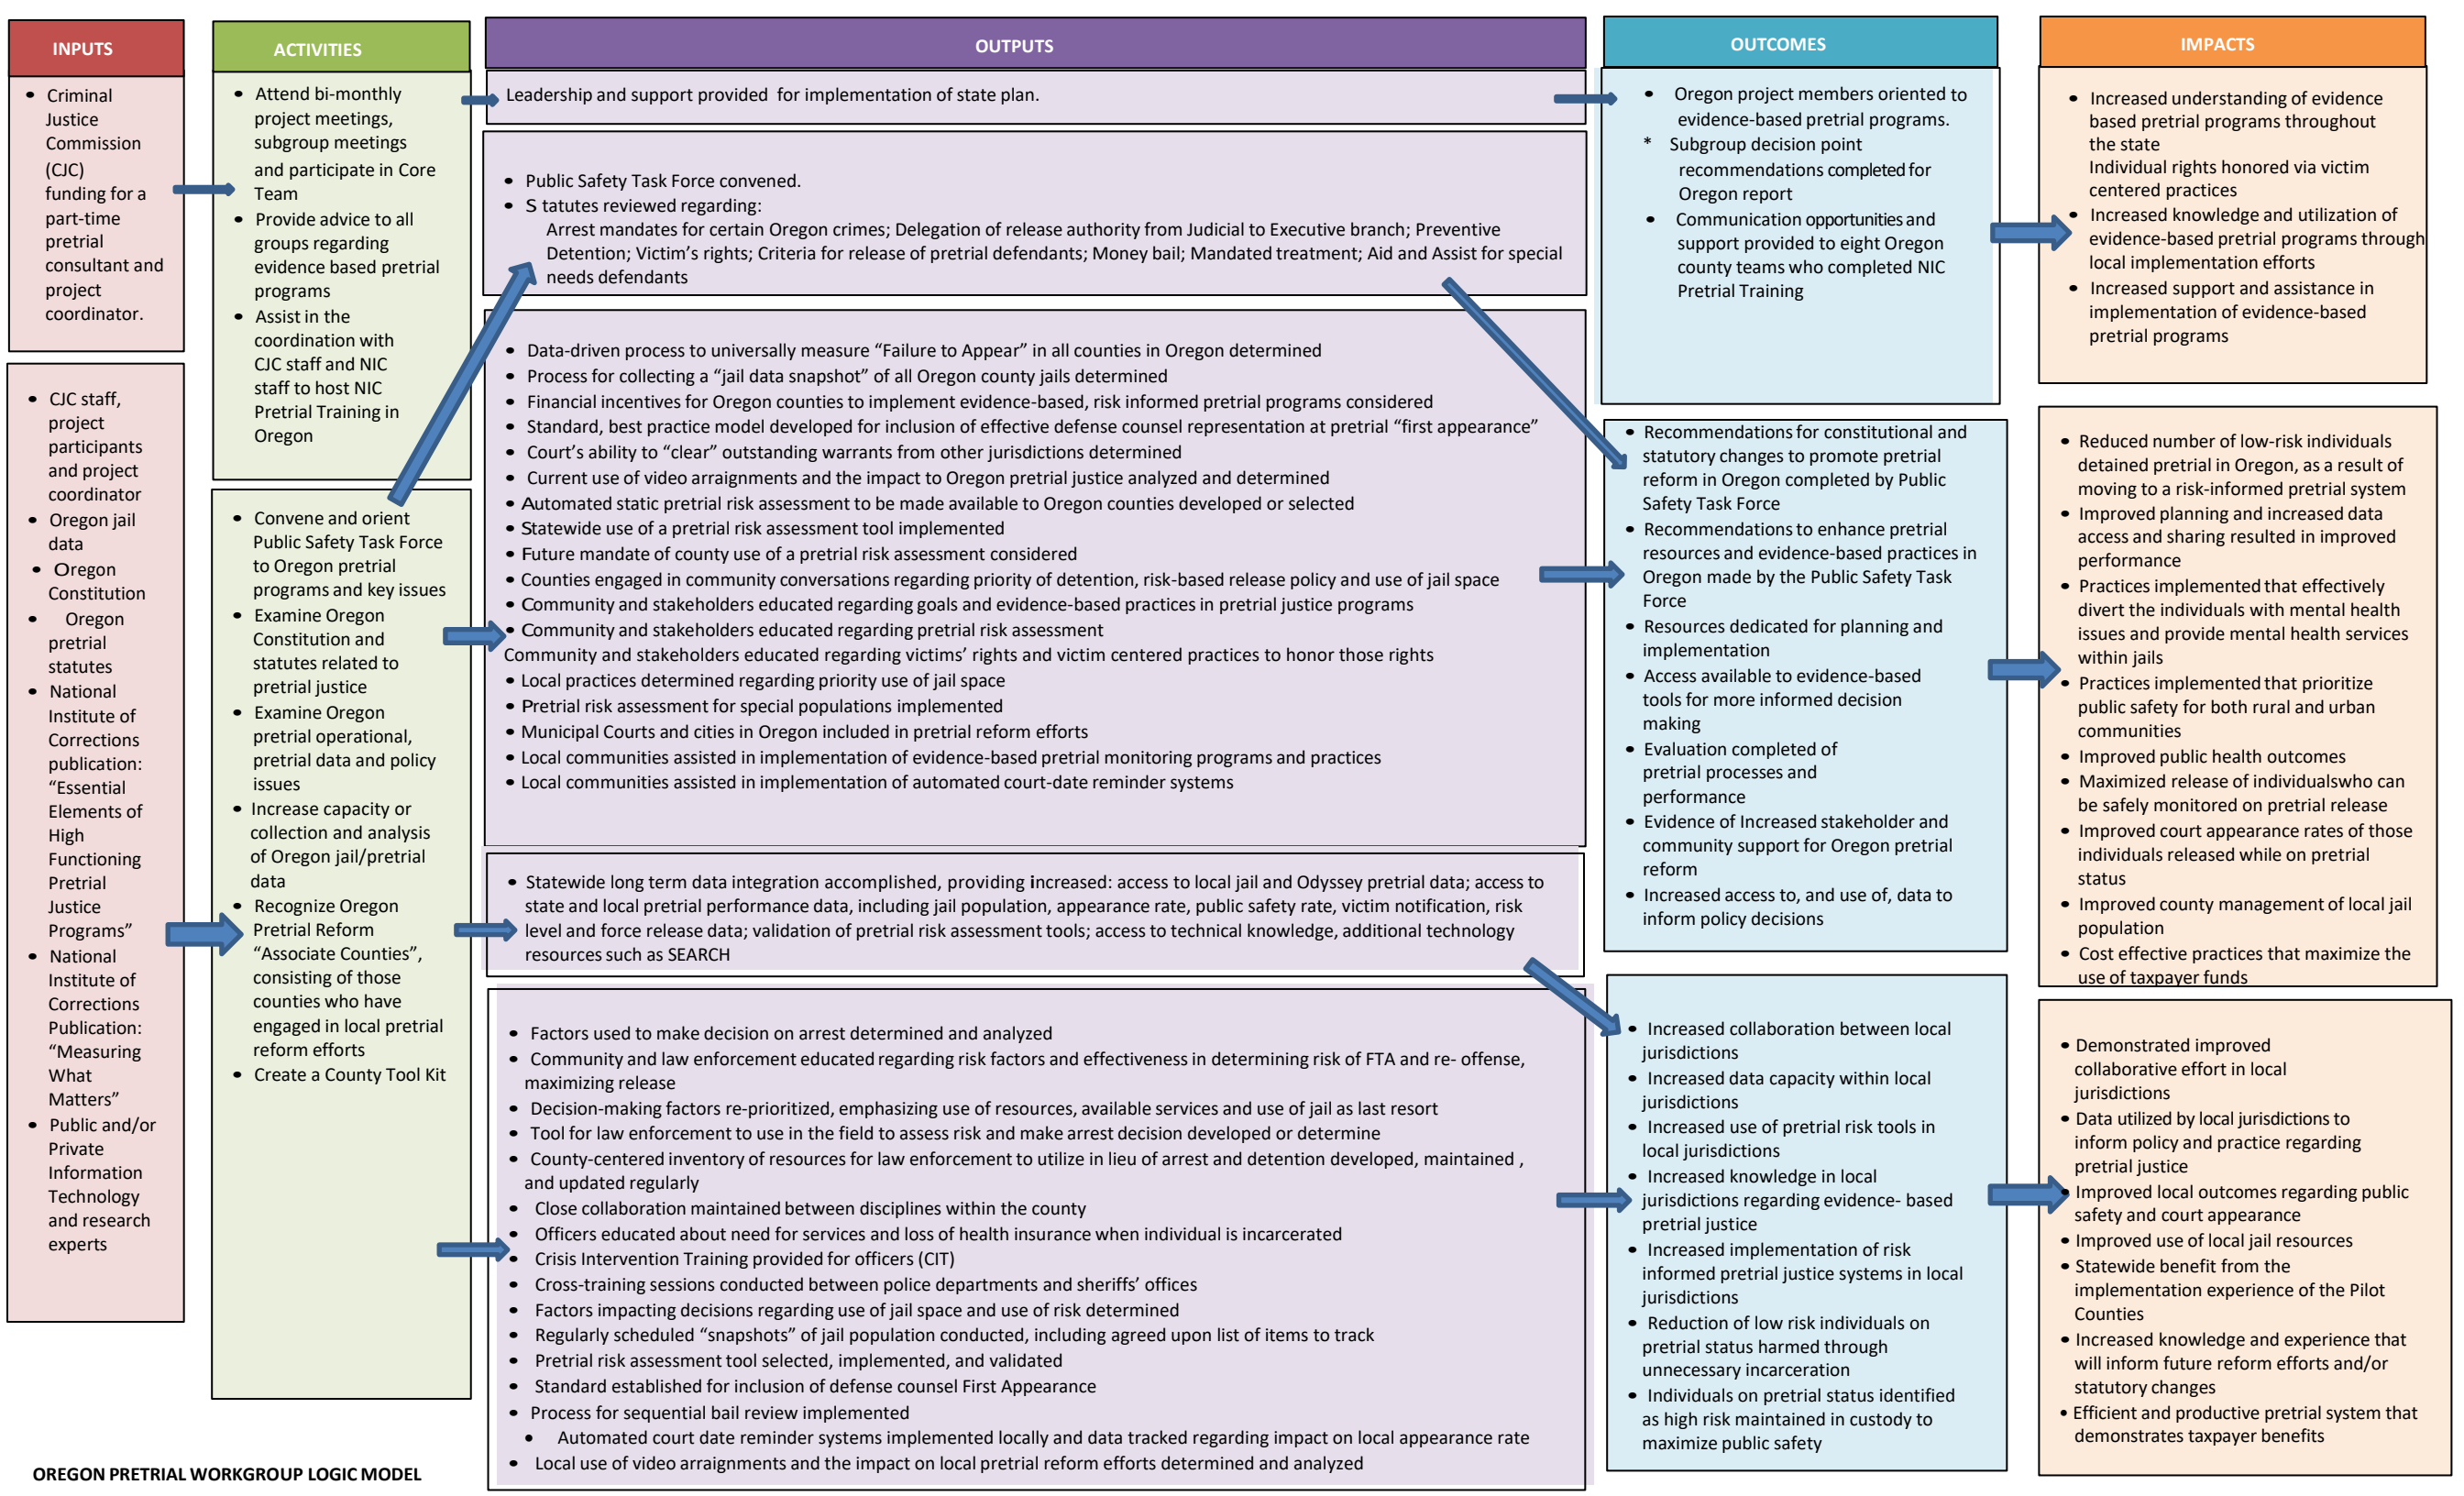 INPUTS
• Criminal
Justice
Commission
(CJC)
funding for a
part-time
pretrial
consultant and
project
coordinator.
• CJC staff,
project
participants
and project
coordinator
• Oregon jail
data
• Oregon
Constitution
• Oregon
pretrial
statutes
• National
Institute of
Corrections
publication:
“Essential
Elements of
High
Functioning
Pretrial
Justice
Programs”
• National
Institute of
Corrections
Publication:
“Measuring
What
Matters”
• Public and/or
Private
Information
Technology
and research
experts
ACTIVITIES
• Attend bi-monthly
project meetings,
subgroup meetings
and participate in Core
Team
• Provide advice to all
groups regarding
evidence based pretrial
programs
• Assist in the
coordination with
CJC staff and NIC
staff to host NIC
Pretrial Training in
Oregon
• Convene and orient
Public Safety Task Force
to Oregon pretrial
programs and key issues
• Examine Oregon
Constitution and
statutes related to
pretrial justice
• Examine Oregon
pretrial operational,
pretrial data and policy
issues
• Increase capacity or
collection and analysis
of Oregon jail/pretrial
data
• Recognize Oregon
Pretrial Reform
“Associate Counties”,
consisting of those
counties who have
engaged in local pretrial
reform efforts
• Create a County Tool Kit
OUTPUTS
Leadership and support provided for implementation of state plan.
• Public Safety Task Force convened.
• S tatutes reviewed regarding:
Arrest mandates for certain Oregon crimes; Delegation of release authority from Judicial to Executive branch; Preventive
Detention; Victim’s rights; Criteria for release of pretrial defendants; Money bail; Mandated treatment; Aid and Assist for special
needs defendants
• Data-driven process to universally measure “Failure to Appear” in all counties in Oregon determined
• Process for collecting a “jail data snapshot” of all Oregon county jails determined
• Financial incentives for Oregon counties to implement evidence-based, risk informed pretrial programs considered
• Standard, best practice model developed for inclusion of effective defense counsel representation at pretrial “first appearance”
• Court’s ability to “clear” outstanding warrants from other jurisdictions determined
• Current use of video arraignments and the impact to Oregon pretrial justice analyzed and determined
• Automated static pretrial risk assessment to be made available to Oregon counties developed or selected
• Statewide use of a pretrial risk assessment tool implemented
• Future mandate of county use of a pretrial risk assessment considered
• Counties engaged in community conversations regarding priority of detention, risk-based release policy and use of jail space
• Community and stakeholders educated regarding goals and evidence-based practices in pretrial justice programs
• Community and stakeholders educated regarding pretrial risk assessment
Community and stakeholders educated regarding victims’ rights and victim centered practices to honor those rights
• Local practices determined regarding priority use of jail space
• Pretrial risk assessment for special populations implemented
• Municipal Courts and cities in Oregon included in pretrial reform efforts
• Local communities assisted in implementation of evidence-based pretrial monitoring programs and practices
• Local communities assisted in implementation of automated court-date reminder systems
• Statewide long term data integration accomplished, providing increased: access to local jail and Odyssey pretrial data; access to
state and local pretrial performance data, including jail population, appearance rate, public safety rate, victim notification, risk
level and force release data; validation of pretrial risk assessment tools; access to technical knowledge, additional technology
resources such as SEARCH
• Factors used to make decision on arrest determined and analyzed
• Community and law enforcement educated regarding risk factors and effectiveness in determining risk of FTA and re- offense,
maximizing release
• Decision-making factors re-prioritized, emphasizing use of resources, available services and use of jail as last resort
• Tool for law enforcement to use in the field to assess risk and make arrest decision developed or determine
• County-centered inventory of resources for law enforcement to utilize in lieu of arrest and detention developed, maintained ,
and updated regularly
• Close collaboration maintained between disciplines within the county
• Officers educated about need for services and loss of health insurance when individual is incarcerated
• Crisis Intervention Training provided for officers (CIT)
• Cross-training sessions conducted between police departments and sheriffs’ offices
• Factors impacting decisions regarding use of jail space and use of risk determined
• Regularly scheduled “snapshots” of jail population conducted, including agreed upon list of items to track
• Pretrial risk assessment tool selected, implemented, and validated
• Standard established for inclusion of defense counsel First Appearance
• Process for sequential bail review implemented
• Automated court date reminder systems implemented locally and data tracked regarding impact on local appearance rate
• Local use of video arraignments and the impact on local pretrial reform efforts determined and analyzed
OUTCOMES
• Oregon project members oriented to
evidence-based pretrial programs.
* Subgroup decision point
recommendations completed for
Oregon report
• Communication opportunities and
support provided to eight Oregon
county teams who completed NIC
Pretrial Training
• Recommendations for constitutional and
statutory changes to promote pretrial
reform in Oregon completed by Public
Safety Task Force
• Recommendations to enhance pretrial
resources and evidence-based practices in
Oregon made by the Public Safety Task
Force
• Resources dedicated for planning and
implementation
• Access available to evidence-based
tools for more informed decision
making
• Evaluation completed of
pretrial processes and
performance
• Evidence of Increased stakeholder and
community support for Oregon pretrial
reform
• Increased access to, and use of, data to
inform policy decisions
• Increased collaboration between local
jurisdictions
• Increased data capacity within local
jurisdictions
• Increased use of pretrial risk tools in
local jurisdictions
• Increased knowledge in local
jurisdictions regarding evidence- based
pretrial justice
• Increased implementation of risk
informed pretrial justice systems in local
jurisdictions
• Reduction of low risk individuals on
pretrial status harmed through
unnecessary incarceration
• Individuals on pretrial status identified
as high risk maintained in custody to
maximize public safety
IMPACTS
• Increased understanding of evidence
based pretrial programs throughout
the state
Individual rights honored via victim
centered practices
• Increased knowledge and utilization of
evidence-based pretrial programs through
local implementation efforts
• Increased support and assistance in
implementation of evidence-based
pretrial programs
• Reduced number of low-risk individuals
detained pretrial in Oregon, as a result of
moving to a risk-informed pretrial system
• Improved planning and increased data
access and sharing resulted in improved
performance
• Practices implemented that effectively
divert the individuals with mental health
issues and provide mental health services
within jails
• Practices implemented that prioritize
public safety for both rural and urban
communities
• Improved public health outcomes
• Maximized release of individualswho can
be safely monitored on pretrial release
• Improved court appearance rates of those
individuals released while on pretrial
status
• Improved county management of local jail
population
• Cost effective practices that maximize the
use of taxpayer funds
• Demonstrated improved
collaborative effort in local
jurisdictions
• Data utilized by local jurisdictions to
inform policy and practice regarding
pretrial justice
• Improved local outcomes regarding public
safety and court appearance
• Improved use of local jail resources
• Statewide benefit from the
implementation experience of the Pilot
Counties
• Increased knowledge and experience that
will inform future reform efforts and/or
statutory changes
• Efficient and productive pretrial system that
demonstrates taxpayer benefits
OREGON PRETRIAL WORKGROUP LOGIC MODEL